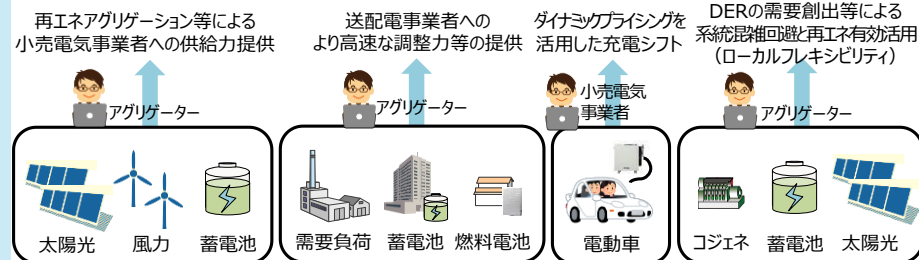 再エネアグリゲーション等による
小売電気事業者への供給力提供
アグリゲーター
太陽光 風力 蓄電池
送配電事業者への
より高速な調整力等の提供
アグリゲーター
需要負荷 蓄電池 燃料電池
ダイナミックプライシングを
活用した充電シフト
小売電気
事業者
電動車
DERの需要創出等による
系統混雑回避と再エネ有効活用
(ローカルフレキシビリティ)
アグリゲーター
コジェネ 蓄電池 太陽光